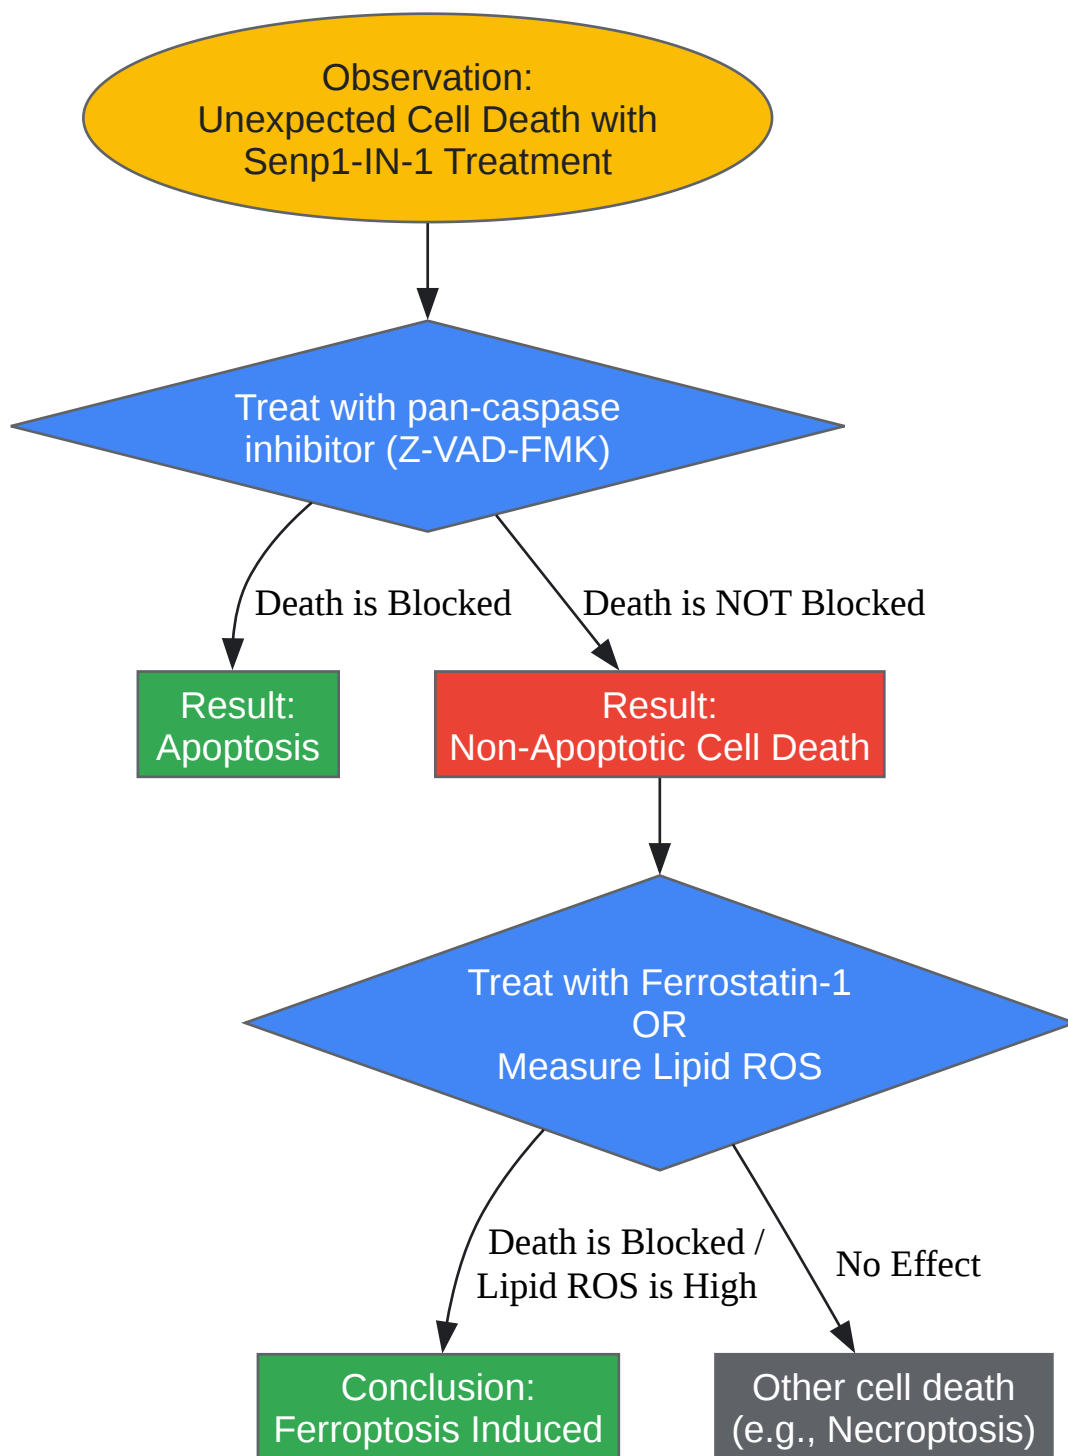 Observation:
Unexpected Cell Death with
Senp1-IN-1 Treatment
Treat with pan-caspase
inhibitor (Z-VAD-FMK)
Death is Blocked
Death is NOT Blocked
Result:
Apoptosis
Result:
Non-Apoptotic Cell Death
Treat with Ferrostatin-1
OR
Measure Lipid ROS
Death is Blocked /
Lipid ROS is High
No Effect
Conclusion:
Ferroptosis Induced
Other cell death
(e.g., Necroptosis)